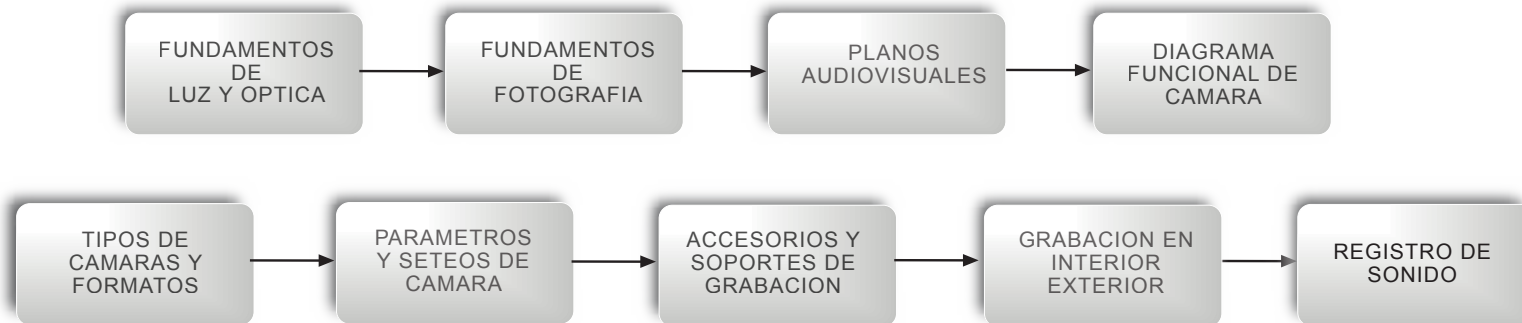 FUNDAMENTOS
DE
LUZ Y OPTICA
FUNDAMENTOS
DE
FOTOGRAFIA
PLANOS
AUDIOVISUALES
DIAGRAMA
FUNCIONAL DE
CAMARA
TIPOS DE
CAMARAS Y
FORMATOS
PARAMETROS
Y SETEOS DE
CAMARA
ACCESORIOS Y
SOPORTES DE
GRABACION
GRABACION EN
INTERIOR
EXTERIOR
REGISTRO DE
SONIDO